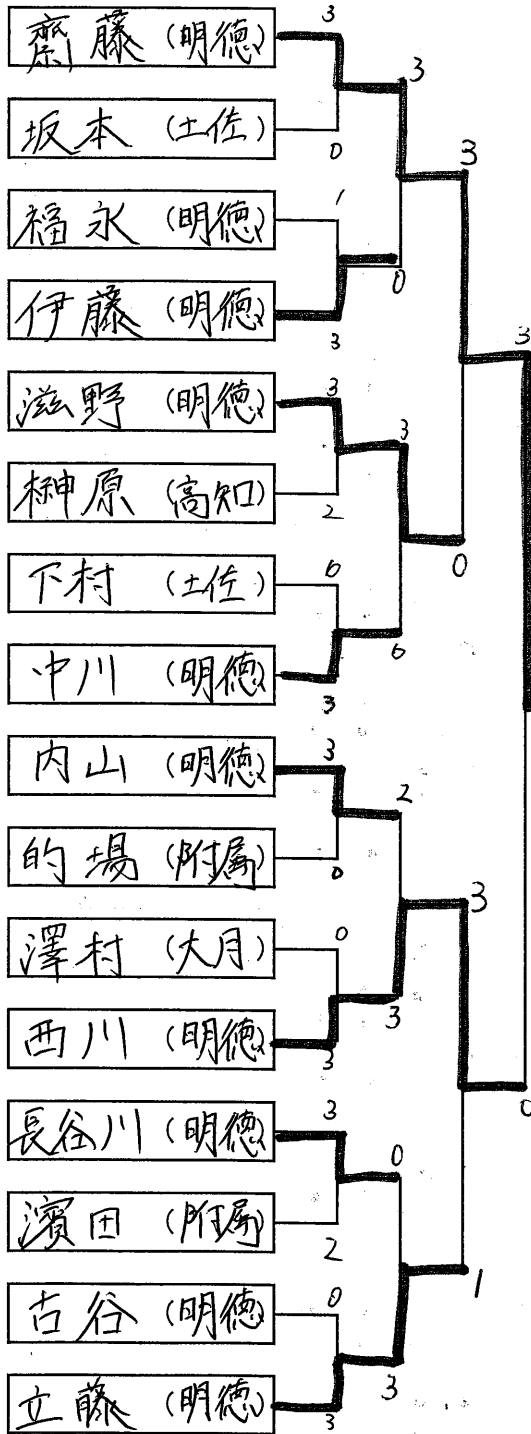 3
齋藤 (明徳)
3
3
坂本 (土佐)
0
1
福永 (明徳)
0
伊藤 (明徳)
3
3
滋野 (明徳)
3
3
榊原 (高知)
2
0
0
下村 (土佐)
0
中川 (明徳)
3
3
内山 (明徳)
2
的場 (附属)
0
3
0
澤村 (大月)
3
西川 (明徳)
3
0
3
長谷川 (明徳)
0
濱田 (附属)
2
0
1
古谷 (明徳)
3
立藤 (明徳)
3